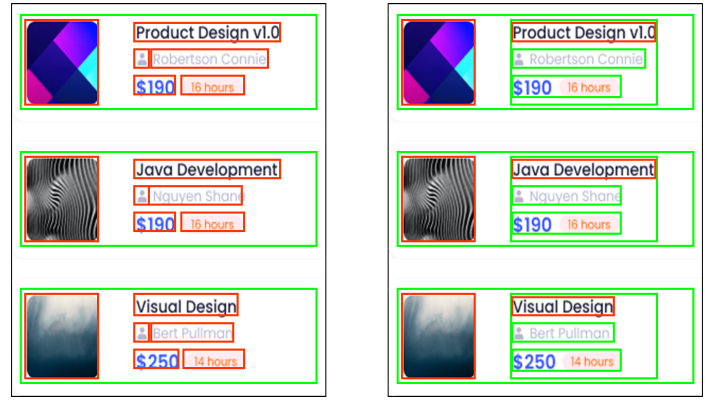 Product Design v1.0
Robertson Connie
$190 16 hours
Java Development
Nguyen Shane
$190 16 hours
Visual Design
Bert Pullman
$250 14 hours
Product Design v1.0
Robertson Connie
$190 16 hours
Java Development
Nguyen Shane
$190 16 hours
Visual Design
Bert Pullman
$250 14 hours